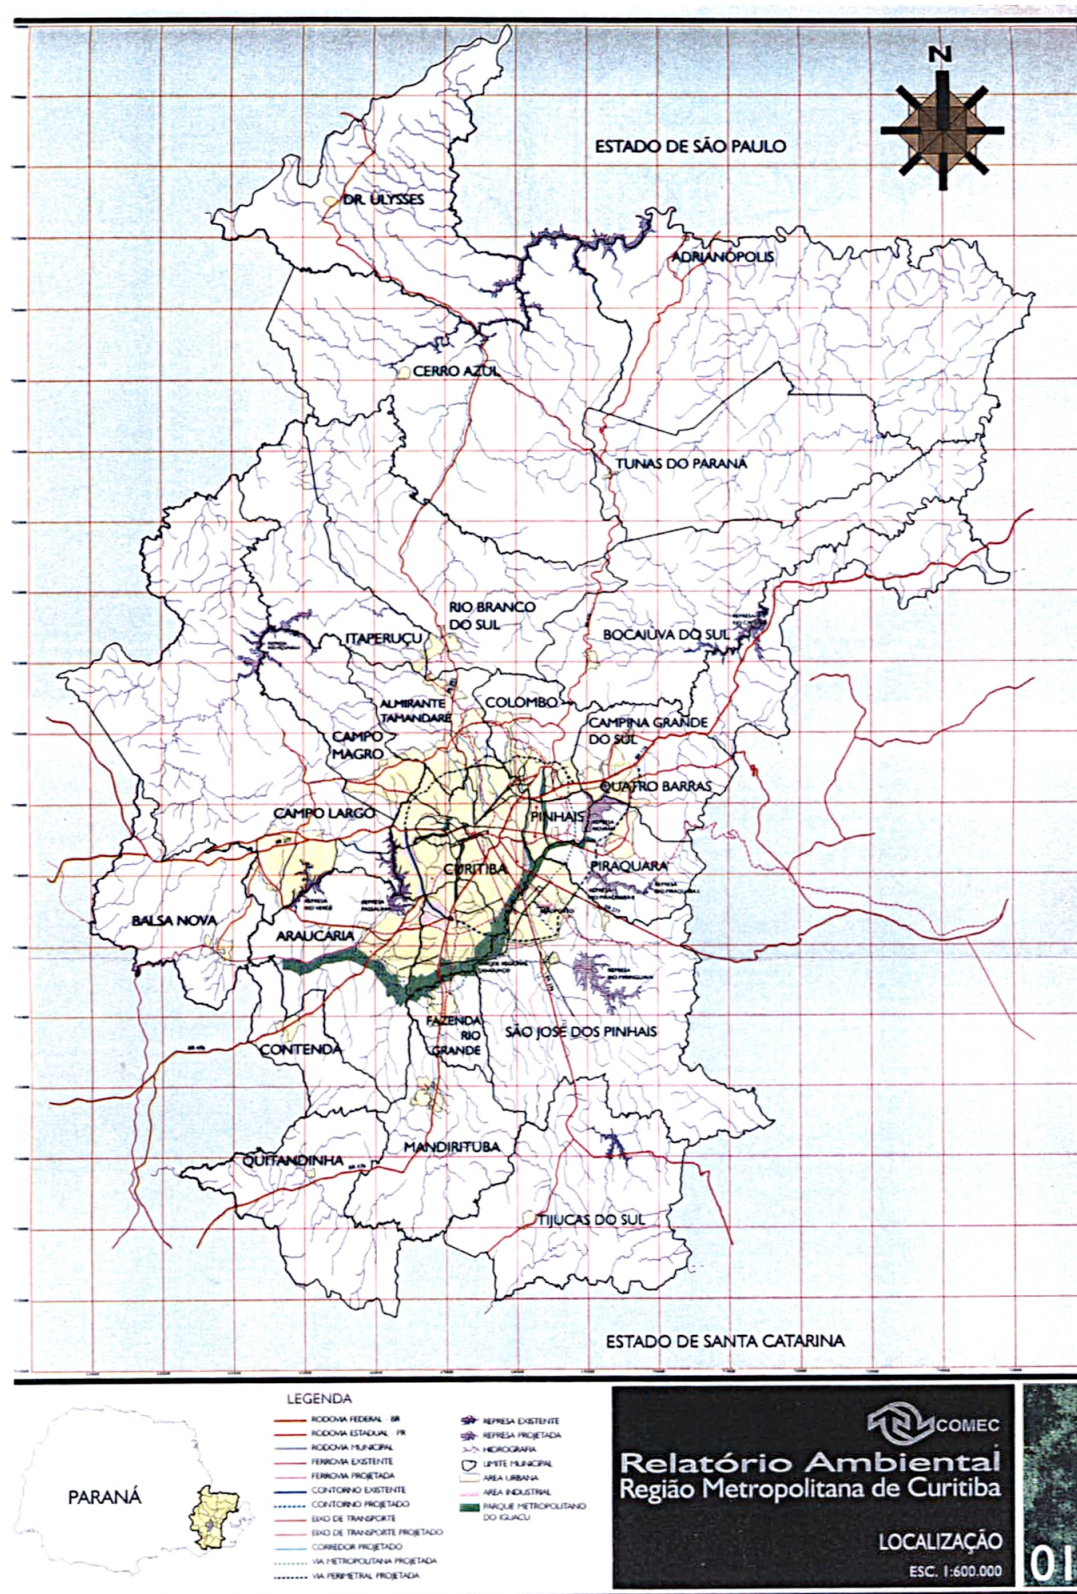 N
ESTADO DE SÃO PAULO
DR. ULYSSES
ADRIANÓPOLIS
CERRO AZUL
TUNAS DO PARANÁ
RIO BRANCO
DO SUL
ITAPERUÇU
BOCAIÚVA DO SUL
ALMIRANTE
TAMANDARÉ
COLOMBO
CAMPINA GRANDE
DO SUL
CAMPO
MAGRO
QUATRO BARRAS
CAMPO LARGO
PINHAIS
CURITIBA
PIRAQUARA
BALSA NOVA
ARAUCÁRIA
FAZENDA
RIO
GRANDE
SÃO JOSÉ DOS PINHAIS
CONTENDA
MANDIRITUBA
QUITANDINHA
TIJUCAS DO SUL
ESTADO DE SANTA CATARINA
PARANÁ
LEGENDA
RODOVIA FEDERAL - BR
RODOVIA ESTADUAL - PR
RODOVIA MUNICIPAL
FERROVIA EXISTENTE
FERROVIA PROJETADA
CONTORNO EXISTENTE
CONTORNO PROJETADO
EIXO DE TRANSPORTE
EIXO DE TRANSPORTE PROJETADO
CORREDOR PROJETADO
VIA METROPOLITANA PROJETADA
VIA PERIMETRAL PROJETADA
REPRESA EXISTENTE
REPRESA PROJETADA
HIDROGRAFIA
LIMITE MUNICIPAL
AREA URBANA
AREA INDUSTRIAL
PARQUE METROPOLITANO
DO IGUACU
COMEC
Relatório Ambiental
Região Metropolitana de Curitiba
LOCALIZAÇÃO
ESC. 1:600.000
01